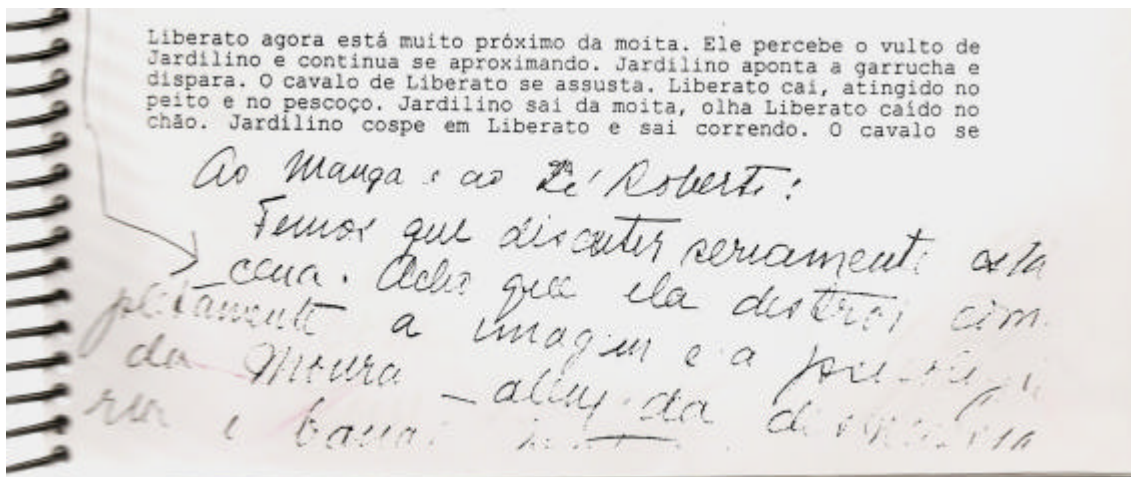 Liberato agora está muito próximo da moita. Ele percebe o vulto de
Jardilino e continua se aproximando. Jardilino aponta a garrucha e
dispara. O cavalo de Liberato se assusta. Liberato cai, atingido no
peito e no pescoço. Jardilino sai da moita, olha Liberato caído no
chão. Jardilino cospe em Liberato e sai correndo. O cavalo se
Ao Manga e ao Zé Roberto:
Temos que discutir seriamente esta
cena. Acho que ela destrói com
pletamente a imagem e a
da Moura – além da